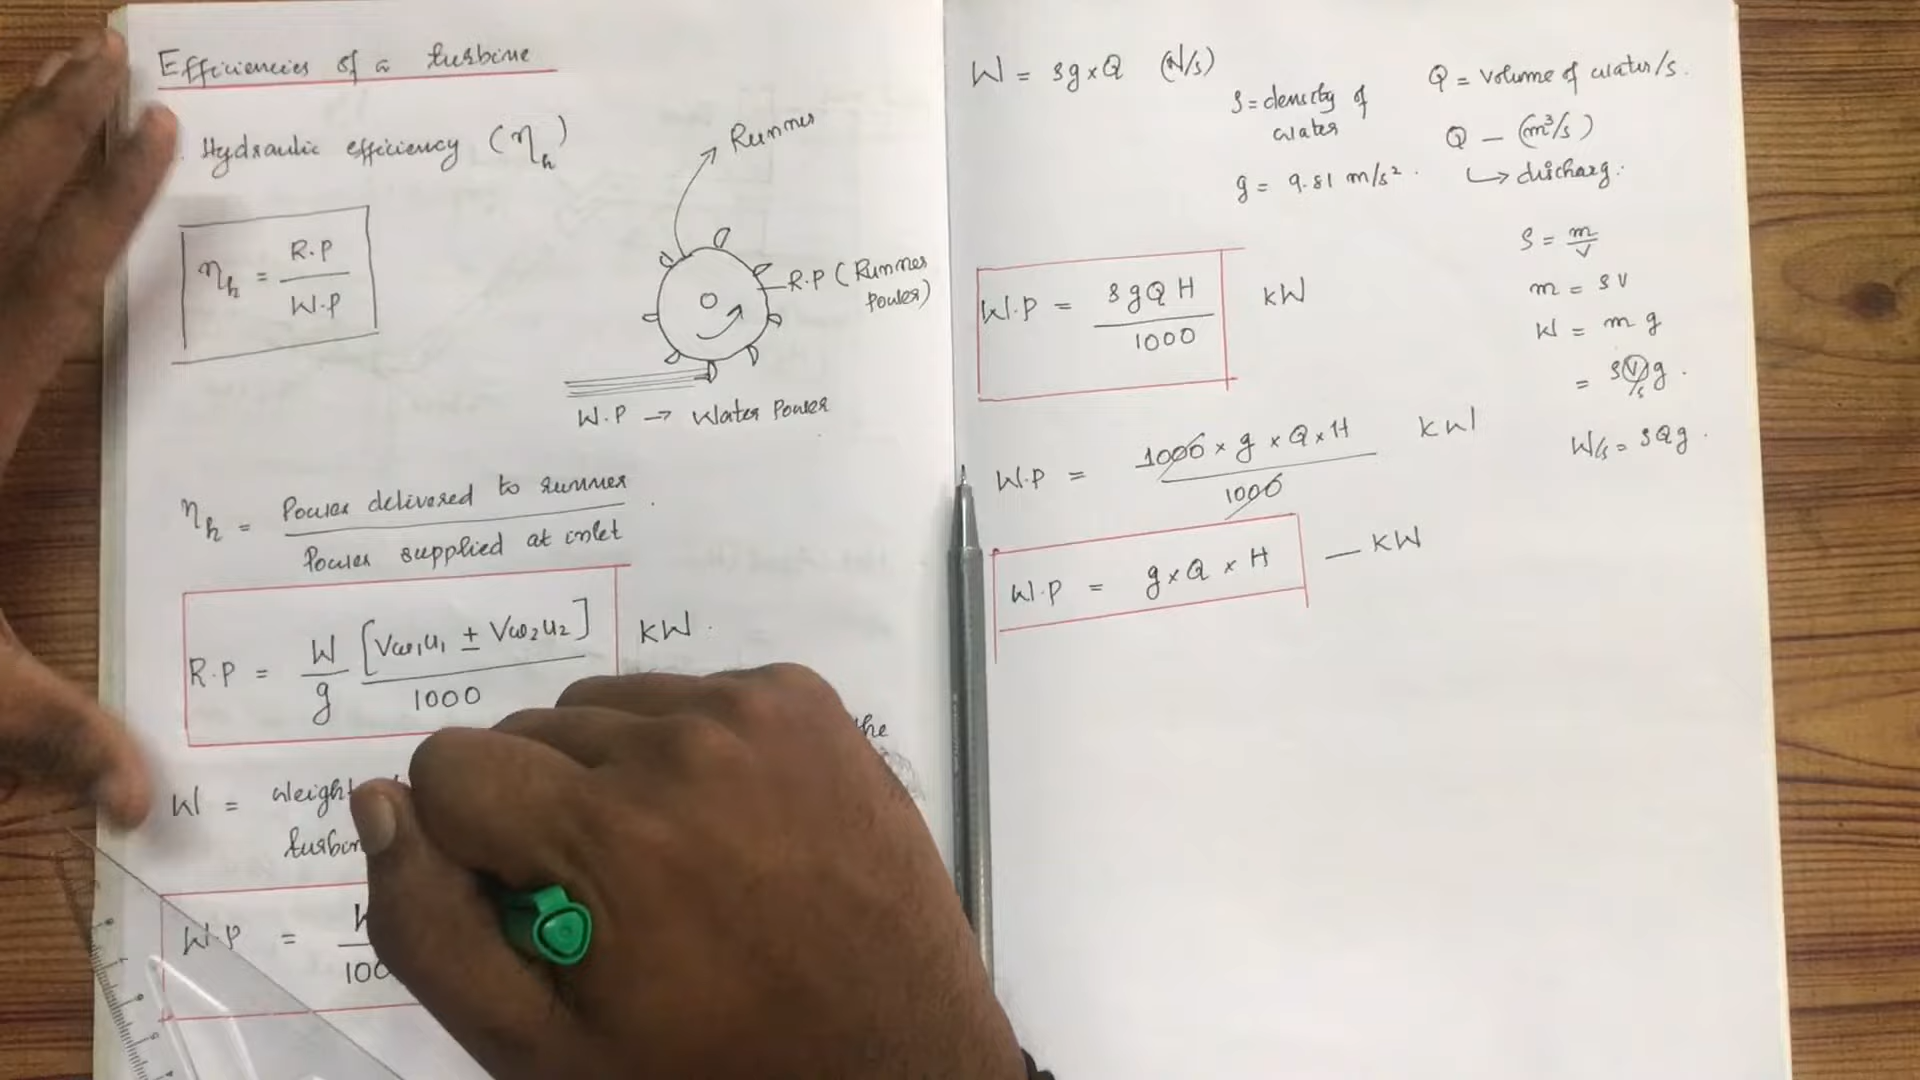 Efficiencies of a turbine
Hydraulic efficiency (ηh)
ηh = R.P / W.P
Runner
R.P (Runner Power)
W.P → Water Power
ηh = Power delivered to runner / Power supplied at inlet
R.P = W/g [Vw1u1 ± Vw2u2] / 1000 kW
the
W = weight
W.P =
W = ρg×Q (N/s)
ρ = density of
water
g = 9.81 m/s².
Q = Volume of water/s.
Q – (m³/s)
↳ discharg.
W.P = ρgQH / 1000 kW
ρ = m/V
m = ρV
W = m g
= ρ(V)/s g.
W/s = ρQg.
W.P = 1000 × g × Q × H / 1000 kW
W.P = g×Q × H — kW